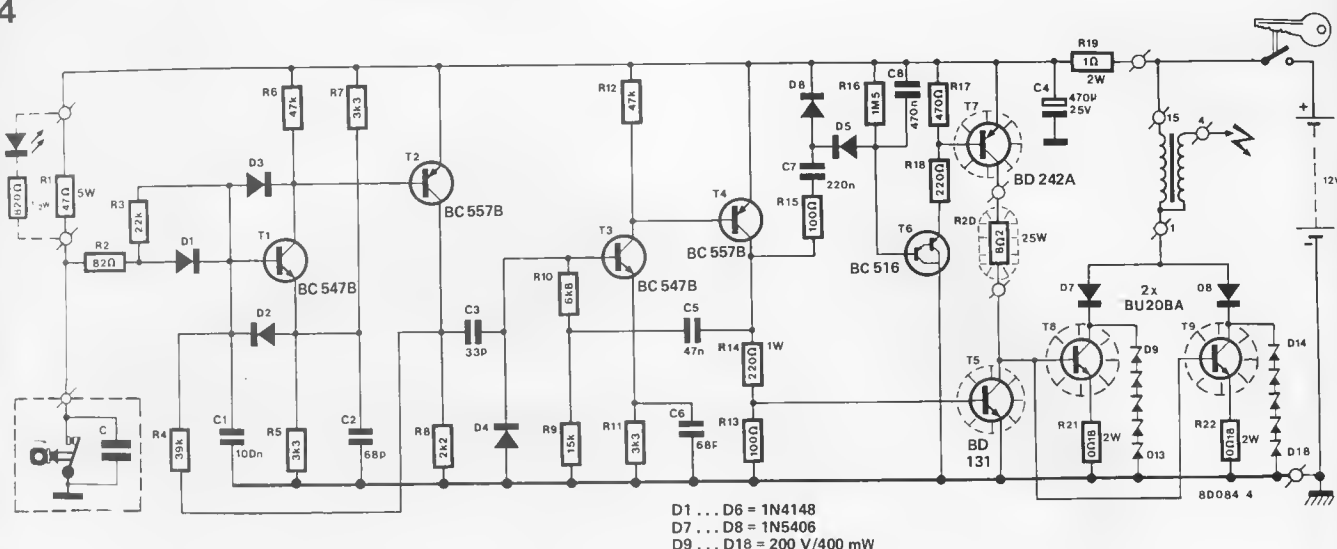 4
R19
1Ω
2W
R6
47k
R7
3k3
R12
47k
D8
R16
1M5
C8
470n
R17
470Ω
C4
470µ
25V
15
4
+
12V
-
T2
BC 557B
D5
T7
BD 242A
R18
220Ω
C7
220n
R15
100Ω
R1
47Ω
5W
820Ω
D3
R3
22k
R2
82Ω
D1
T1
BC 547B
T4
BC 557B
T3
BC 547B
T6
BC 516
R2D
8Ω2
25W
1
R10
6k8
D2
C3
33p
C5
47n
R14
1W
220Ω
D7
2x
BU20BA
08
T8
T9
D9
D14
T5
BD
131
R4
39k
C1
10Dn
R5
3k3
C2
68p
R8
2k2
D4
R9
15k
R11
3k3
C6
68p
R13
100Ω
R21
0Ω18
2W
D13
R22
0Ω18
2W
D18
C
8D084 4
D1 ... D6 = 1N4148
D7 ... D8 = 1N5406
D9 ... D18 = 200 V/400 mW